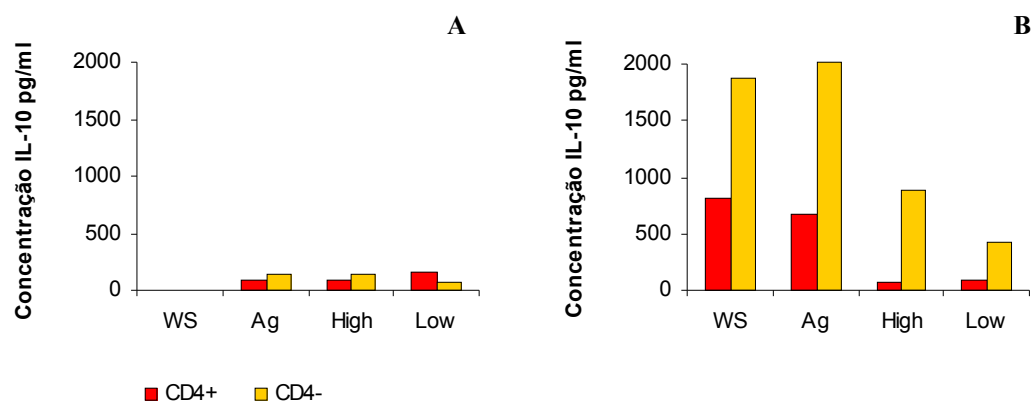 A
Concentração IL-10 pg/ml
2000
1500
1000
500
0
WS Ag High Low
B
Concentração IL-10 pg/ml
2000
1500
1000
500
0
WS Ag High Low
CD4+ CD4-